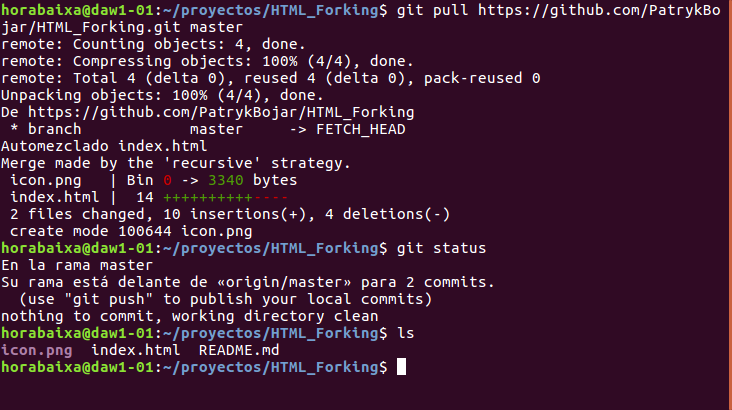 horabaixa@daw1-01:~/proyectos/HTML_Forking$ git pull https://github.com/PatrykBo
jar/HTML_Forking.git master
remote: Counting objects: 4, done.
remote: Compressing objects: 100% (4/4), done.
remote: Total 4 (delta 0), reused 4 (delta 0), pack-reused 0
Unpacking objects: 100% (4/4), done.
De https://github.com/PatrykBojar/HTML_Forking
 * branch            master     -> FETCH_HEAD
Automezclado index.html
Merge made by the 'recursive' strategy.
 icon.png   | Bin 0 -> 3340 bytes
 index.html |  14 ++++++++++----
 2 files changed, 10 insertions(+), 4 deletions(-)
 create mode 100644 icon.png
horabaixa@daw1-01:~/proyectos/HTML_Forking$ git status
En la rama master
Su rama está delante de «origin/master» para 2 commits.
  (use "git push" to publish your local commits)
nothing to commit, working directory clean
horabaixa@daw1-01:~/proyectos/HTML_Forking$ ls
icon.png  index.html  README.md
horabaixa@daw1-01:~/proyectos/HTML_Forking$